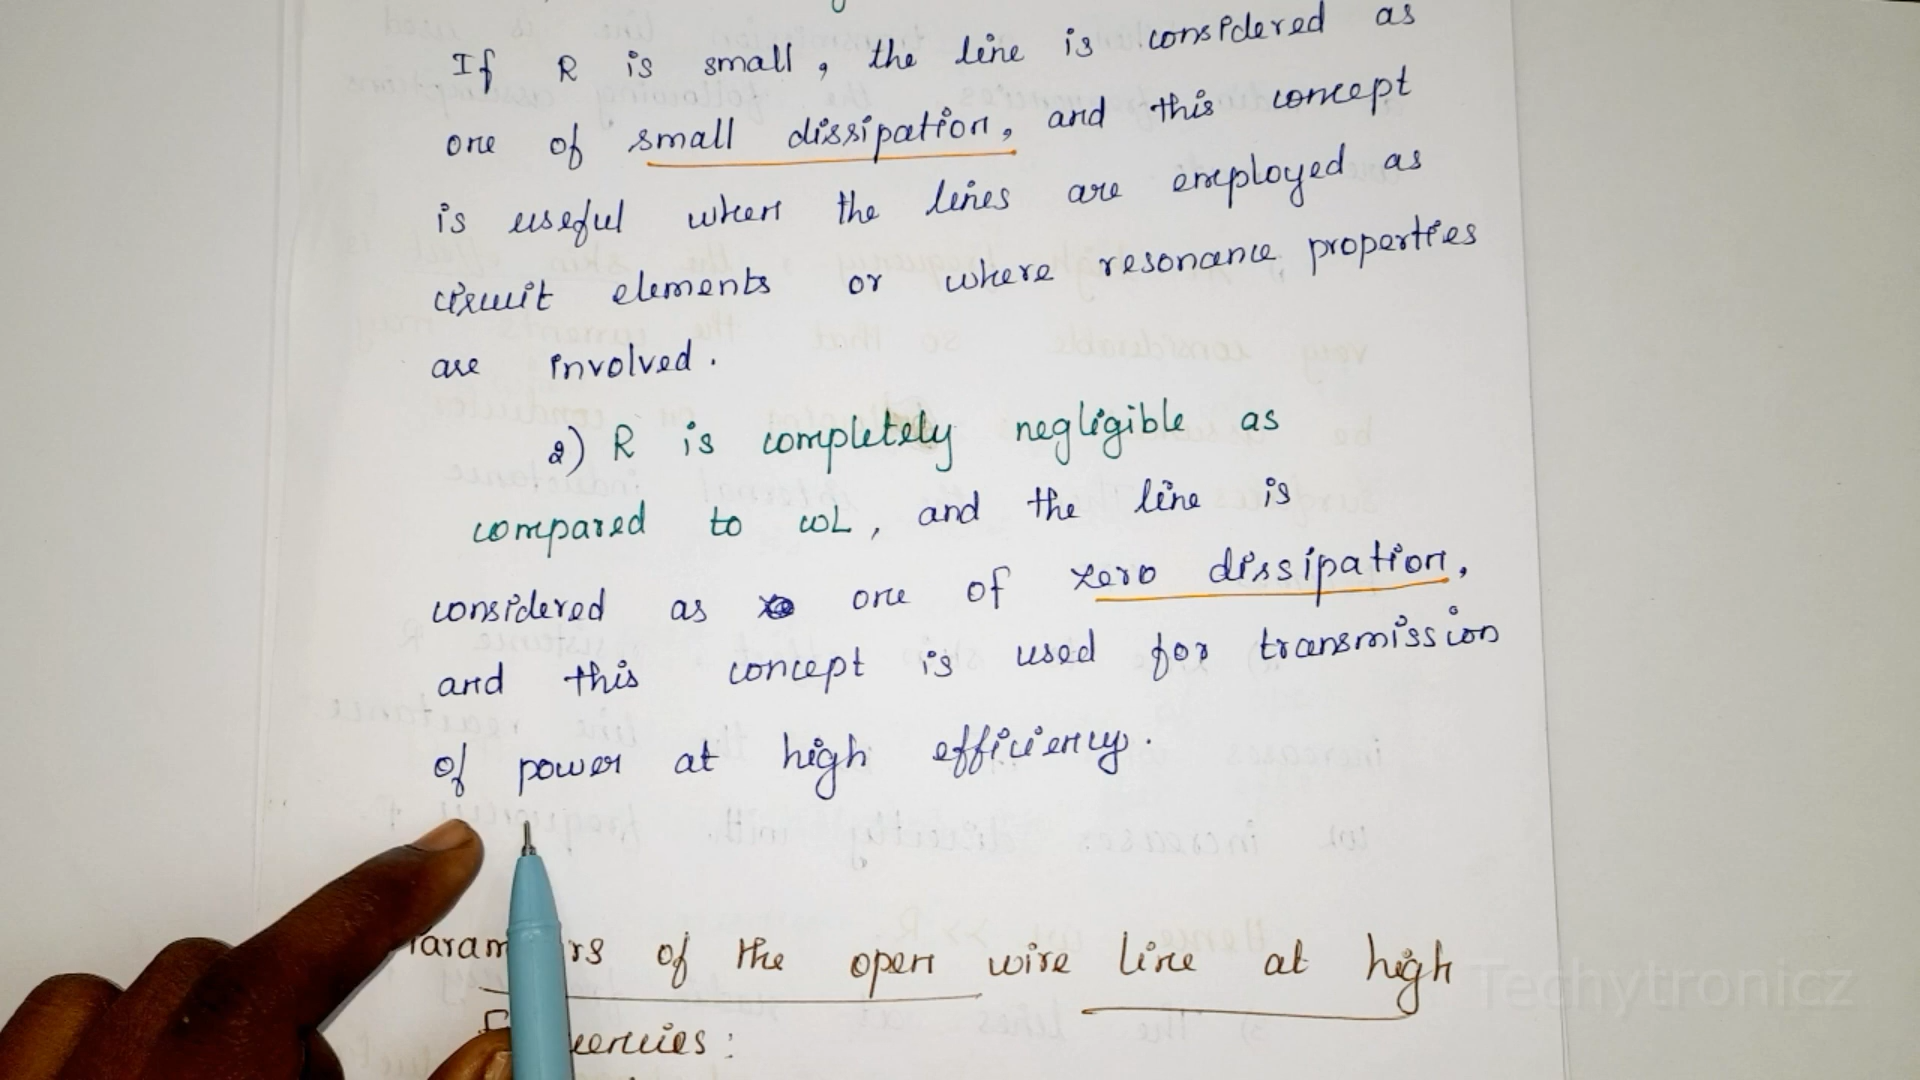 If R is small, the line is considered as
one of small dissipation, and this concept
is useful when the lines are employed as
circuit elements or where resonance properties
are involved.
2) R is completely negligible as
compared to ωL, and the line is
considered as one of zero dissipation,
and this concept is used for transmission
of power at high efficiency.
of the open wire line at high
Techytronicz